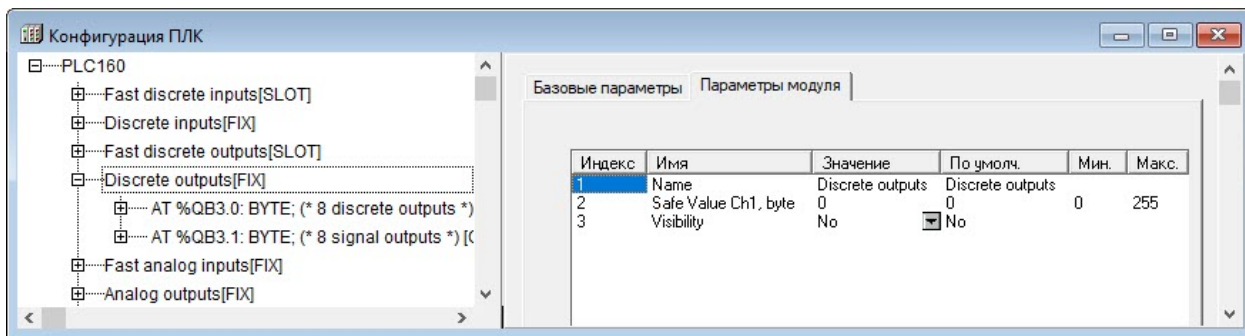 Конфигурация ПЛК
PLC160
Fast discrete inputs[SLOT]
Discrete inputs[FIX]
Fast discrete outputs[SLOT]
Discrete outputs[FIX]
AT %QB3.0: BYTE; (* 8 discrete outputs *)
AT %QB3.1: BYTE; (* 8 signal outputs *) [
Fast analog inputs[FIX]
Analog outputs[FIX]
Базовые параметры Параметры модуля
Индекс Имя Значение По умолч. Мин. Макс.
1 Name Discrete outputs Discrete outputs
2 Safe Value Ch1, byte 0 0 0 255
3 Visibility No No